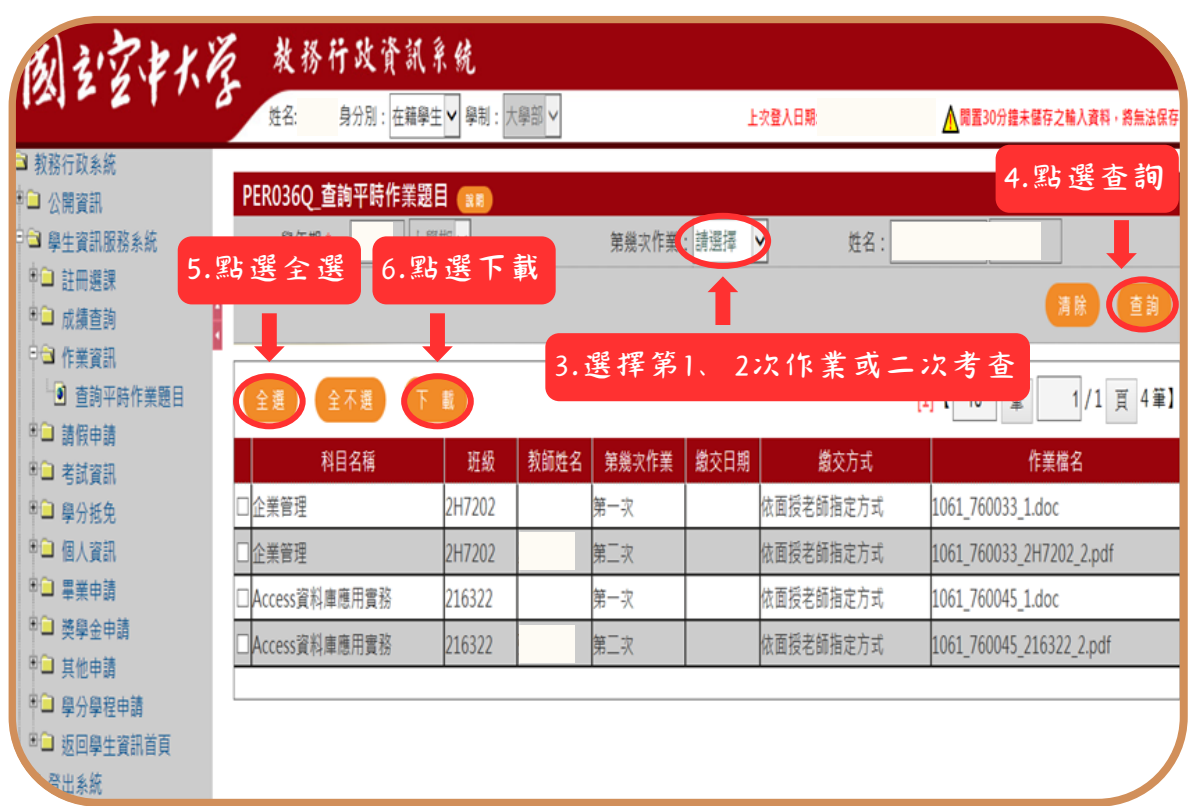 國立空中大學 教務行政資訊系統
姓名: 身分別：在籍學生 學制：大學部 上次登入日期: 閒置30分鐘未儲存之輸入資料，將無法保存
教務行政系統
公開資訊
學生資訊服務系統
註冊選課
成績查詢
作業資訊
查詢平時作業題目
請假申請
考試資訊
學分抵免
個人資訊
畢業申請
獎學金申請
其他申請
學分學程申請
返回學生資訊首頁
登出系統
PER036Q_查詢平時作業題目 說明
4.點選查詢
第幾次作業：請選擇 姓名：
5.點選全選 6.點選下載
清除 查詢
3.選擇第1、2次作業或二次考查
全選 全不選 下載
[1]【 筆 1/1 頁 4筆】
科目名稱 班級 教師姓名 第幾次作業 繳交日期 繳交方式 作業檔名
企業管理 2H7202 第一次 依面授老師指定方式 1061_760033_1.doc
企業管理 2H7202 第二次 依面授老師指定方式 1061_760033_2H7202_2.pdf
Access資料庫應用實務 216322 第一次 依面授老師指定方式 1061_760045_1.doc
Access資料庫應用實務 216322 第二次 依面授老師指定方式 1061_760045_216322_2.pdf